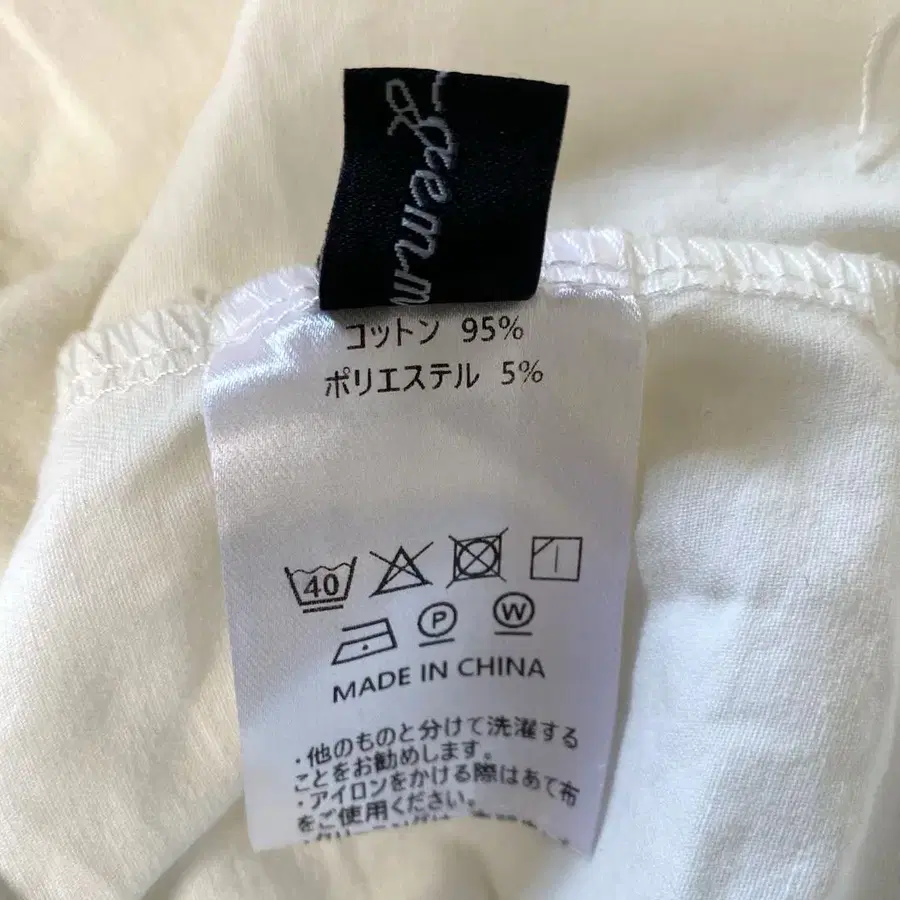 gem.m
コットン 95%
ポリエステル 5%
40
P
W
MADE IN CHINA
・他のものと分けて洗濯する
ことをお勧めします。
・アイロンをかける際はあて布
をご使用ください。